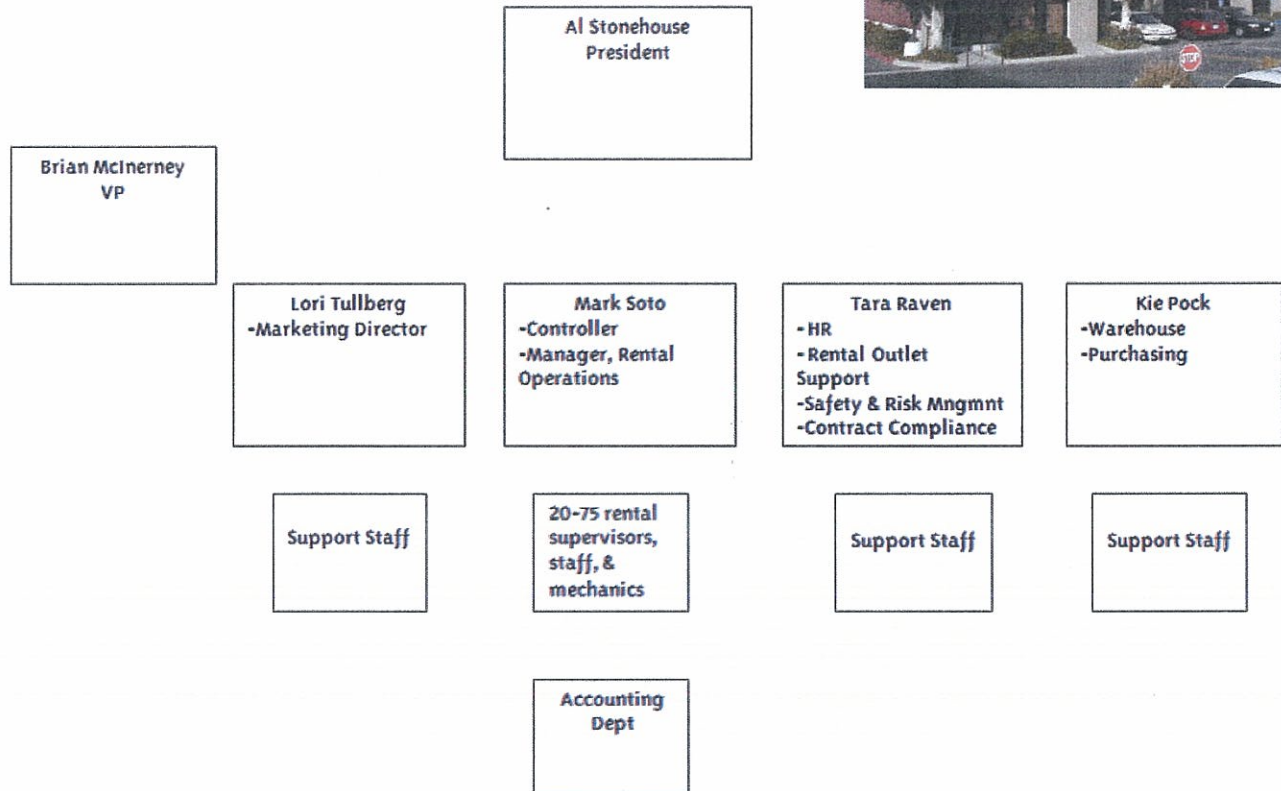 Al Stonehouse
President
Brian McInerney
VP
Lori Tullberg
-Marketing Director
Mark Soto
-Controller
-Manager, Rental
Operations
Tara Raven
-HR
-Rental Outlet
Support
-Safety & Risk Mngmnt
-Contract Compliance
Kie Pock
-Warehouse
-Purchasing
Support Staff
20-75 rental
supervisors,
staff, &
mechanics
Support Staff
Support Staff
Accounting
Dept